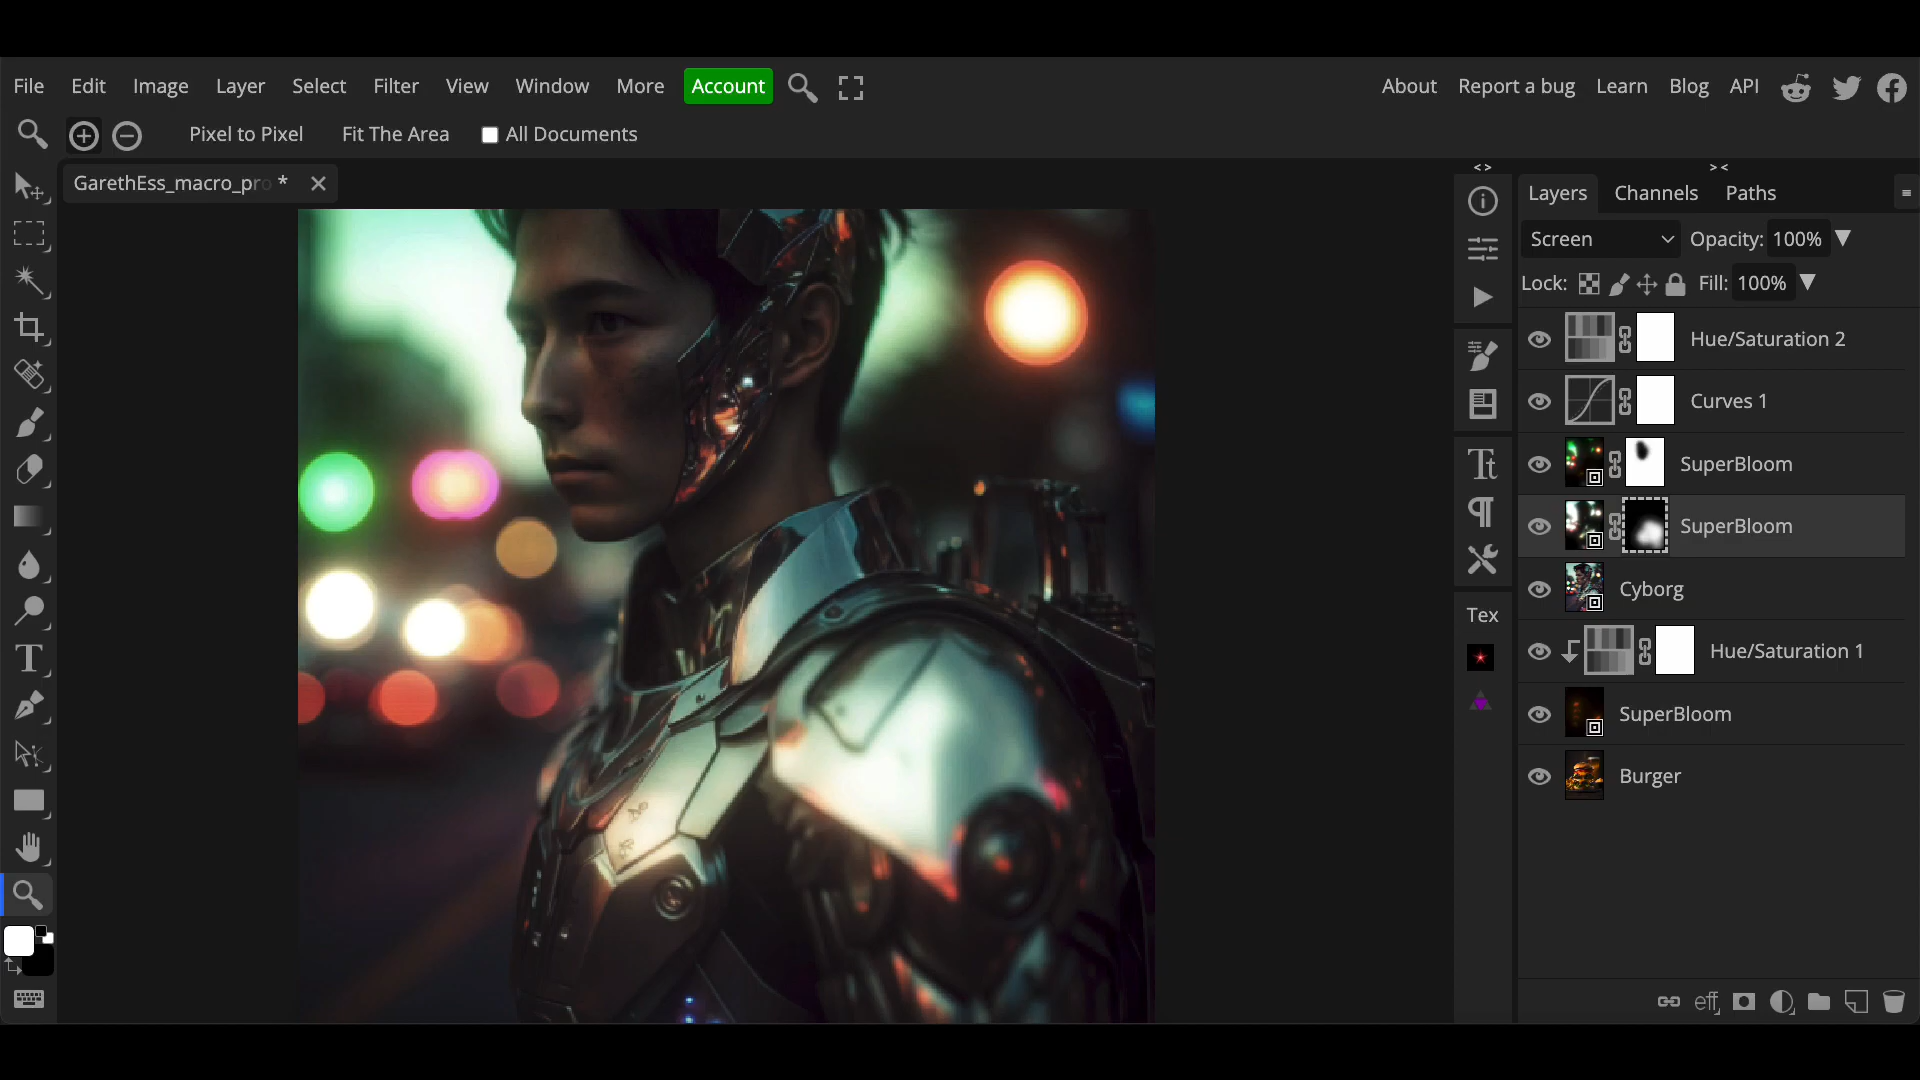 File Edit Image Layer Select Filter View Window More Account About Report a bug Learn Blog API
Pixel to Pixel Fit The Area All Documents
GarethEss_macro_pro *
Layers Channels Paths
Screen Opacity: 100%
Lock: Fill: 100%
Hue/Saturation 2
Curves 1
SuperBloom
SuperBloom
Cyborg
Hue/Saturation 1
SuperBloom
Burger
Tex
eff